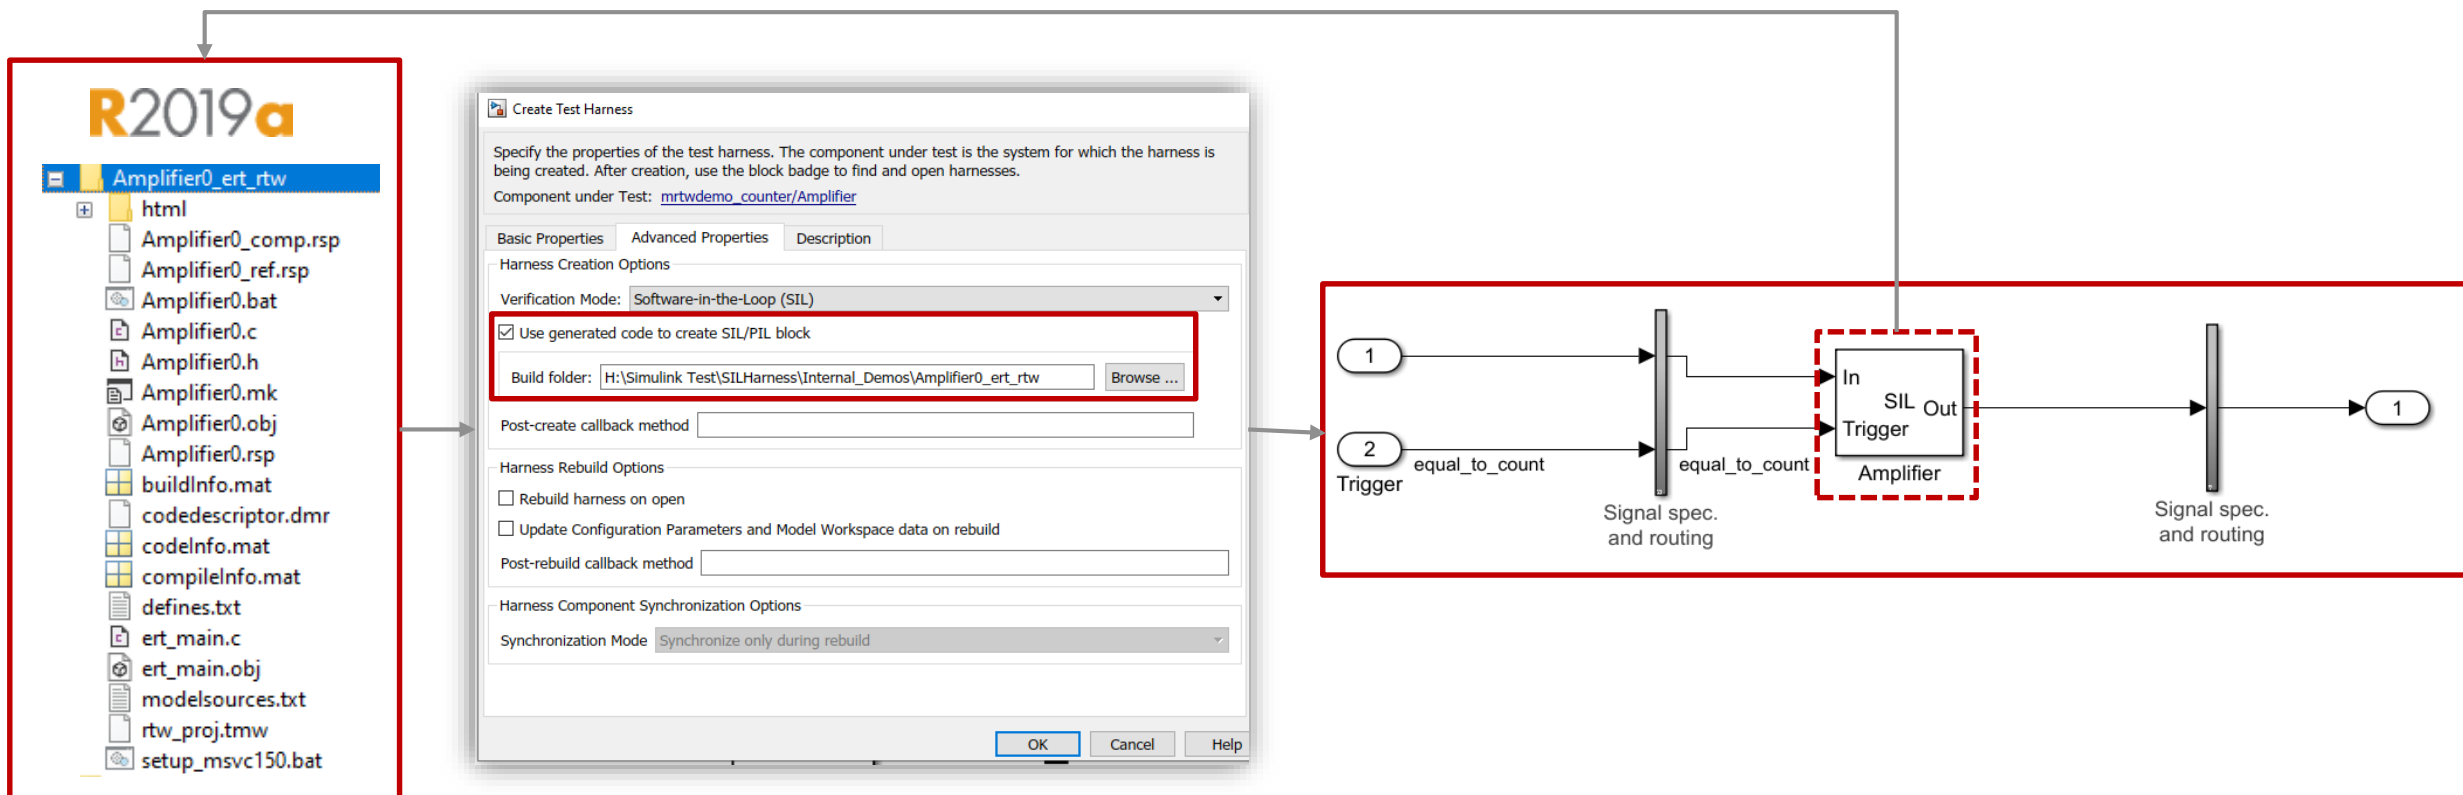 R2019a
Amplifier0_ert_rtw
html
Amplifier0_comp.rsp
Amplifier0_ref.rsp
Amplifier0.bat
Amplifier0.c
Amplifier0.h
Amplifier0.mk
Amplifier0.obj
Amplifier0.rsp
buildInfo.mat
codedescriptor.dmr
codeInfo.mat
compileInfo.mat
defines.txt
ert_main.c
ert_main.obj
modelsources.txt
rtw_proj.tmw
setup_msvc150.bat
Create Test Harness
Specify the properties of the test harness. The component under test is the system for which the harness is
being created. After creation, use the block badge to find and open harnesses.
Component under Test: mrtwdemo_counter/Amplifier
Basic Properties Advanced Properties Description
Harness Creation Options
Verification Mode: Software-in-the-Loop (SIL)
Use generated code to create SIL/PIL block
Build folder: H:\Simulink Test\SILHarness\Internal_Demos\Amplifier0_ert_rtw Browse ...
Post-create callback method
Harness Rebuild Options
Rebuild harness on open
Update Configuration Parameters and Model Workspace data on rebuild
Post-rebuild callback method
Harness Component Synchronization Options
Synchronization Mode Synchronize only during rebuild
OK Cancel Help
1
2
Trigger
equal_to_count
equal_to_count
Signal spec.
and routing
In
SIL Out
Trigger
Amplifier
Signal spec.
and routing
1